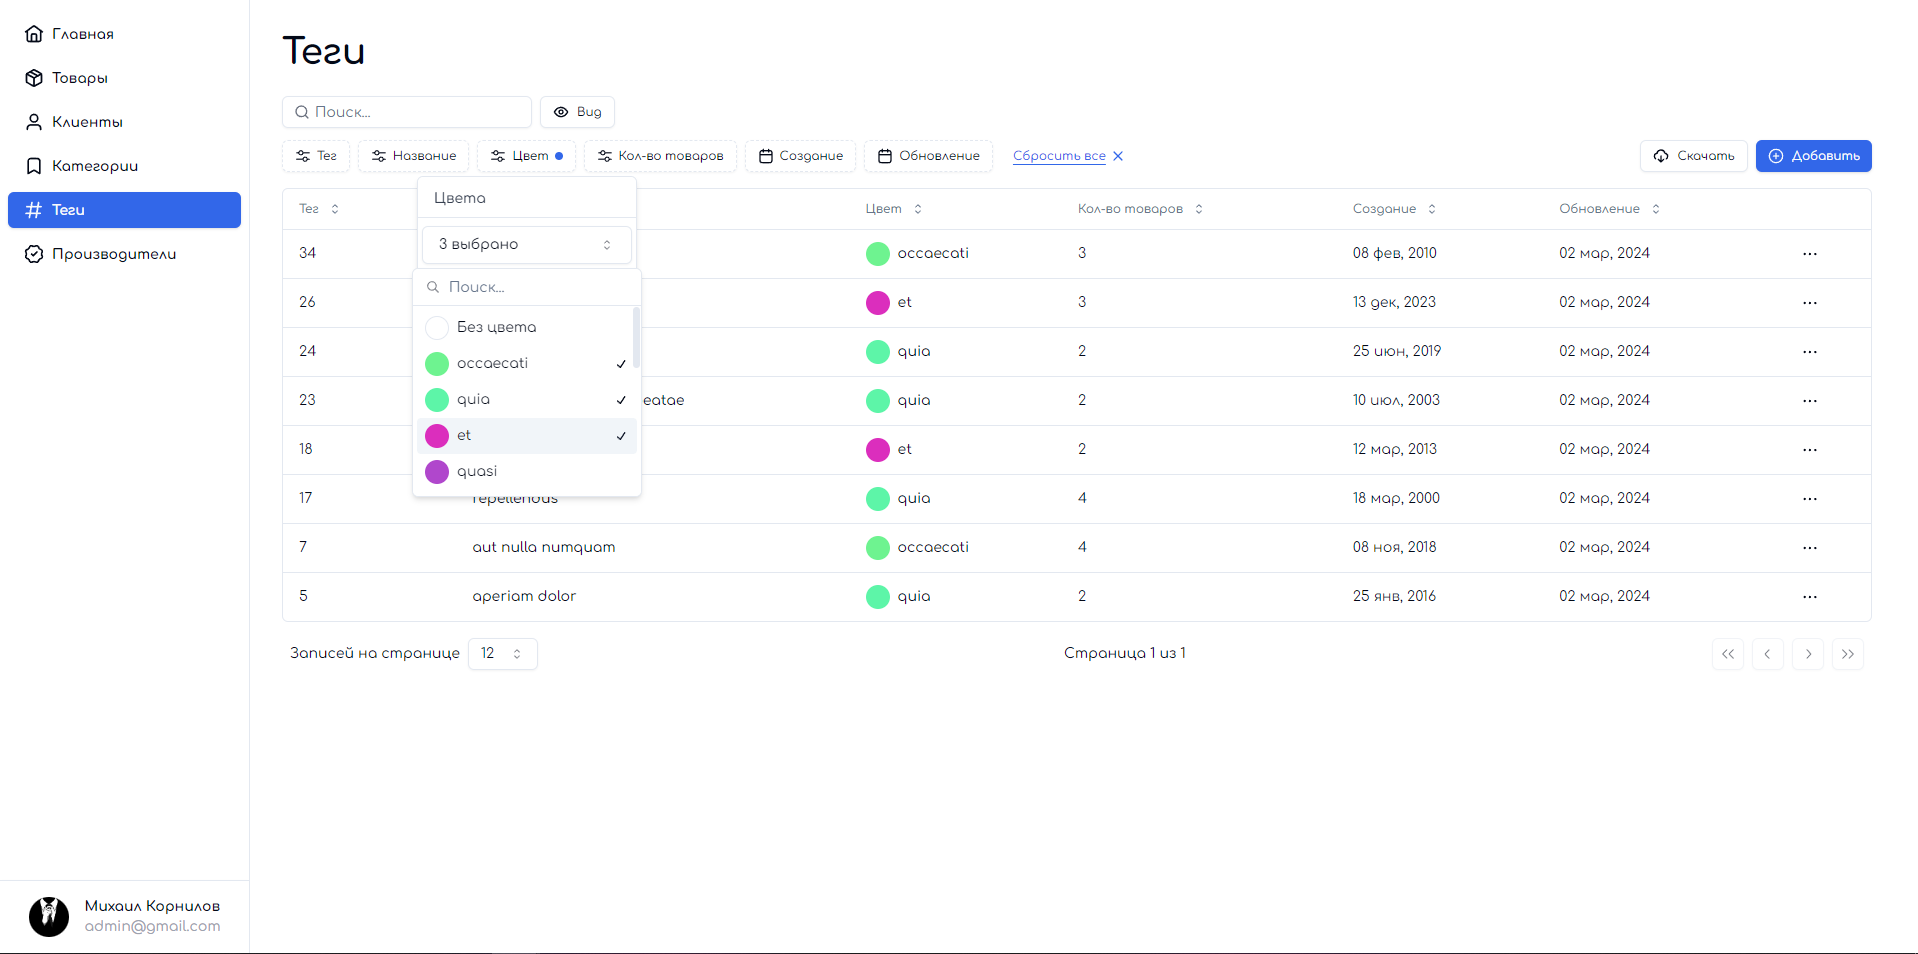 Главная
Товары
Клиенты
Категории
Теги
Производители
Михаил Корнилов
admin@gmail.com
Теги
Поиск...
Вид
Тег
Название
Цвет
Кол-во товаров
Создание
Обновление
Сбросить все
Скачать
Добавить
Цвета
3 выбрано
Поиск...
Без цвета
occaecati
quia
et
quasi
Тег Цвет Кол-во товаров Создание Обновление
34 occaecati 3 08 фев, 2010 02 мар, 2024 ...
26 et 3 13 дек, 2023 02 мар, 2024 ...
24 quia 2 25 июн, 2019 02 мар, 2024 ...
23 eatae quia 2 10 июл, 2003 02 мар, 2024 ...
18 et 2 12 мар, 2013 02 мар, 2024 ...
17 repellendus quia 4 18 мар, 2000 02 мар, 2024 ...
7 aut nulla numquam occaecati 4 08 ноя, 2018 02 мар, 2024 ...
5 aperiam dolor quia 2 25 янв, 2016 02 мар, 2024 ...
Записей на странице 12
Страница 1 из 1